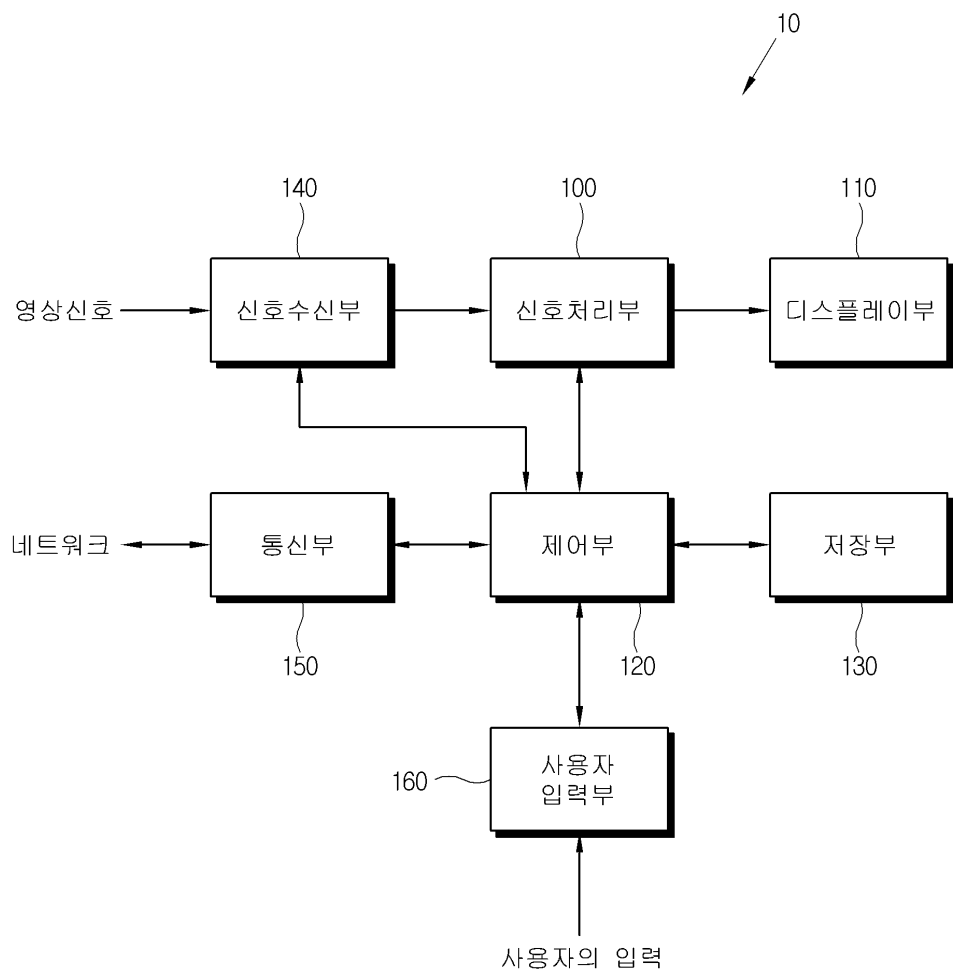 10
140
100
110
영상신호
신호수신부
신호처리부
디스플레이부
네트워크
통신부
제어부
저장부
150
120
130
160
사용자
입력부
사용자의 입력